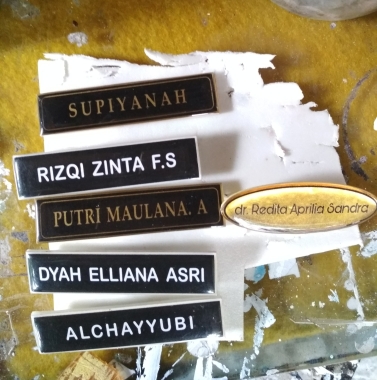 SUPIYANAH
RIZQI ZINTA F.S
PUTRI MAULANA. A
dr. Redita Aprilia Sandra
DYAH ELLIANA ASRI
ALCHAYYUBI